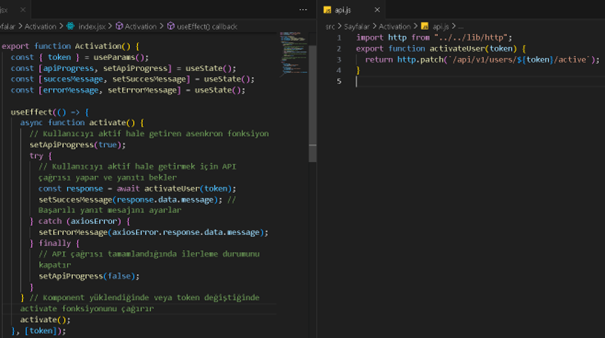 jsx
yfalar > Activation > index.jsx > Activation > useEffect() callback
export function Activation() {
const { token } = useParams();
const [apiProgress, setApiProgress] = useState();
const [succesMessage, setSuccesMessage] = useState();
const [errorMessage, setErrorMessage] = useState();
useEffect(() => {
async function activate() {
// Kullanıcıyı aktif hale getiren asenkron fonksiyon
setApiProgress(true);
try {
// Kullanıcıyı aktif hale getirmek için API
çağrısı yapar ve yanıtı bekler
const response = await activateUser(token);
setSuccesMessage(response.data.message); //
Başarılı yanıt mesajını ayarlar
} catch (axiosError) {
setErrorMessage(axiosError.response.data.message);
} finally {
// API çağrısı tamamlandığında ilerleme durumunu
kapatır
setApiProgress(false);
}
} // Komponent yüklendiğinde veya token değiştiğinde
activate fonksiyonunu çağırır
activate();
}, [token]);
api.js
src > Sayfalar > Activation > api.js > ...
1 import http from "../../lib/http";
2 export function activateUser(token) {
3 return http.patch(`/api/v1/users/${token}/active`);
4 }
5